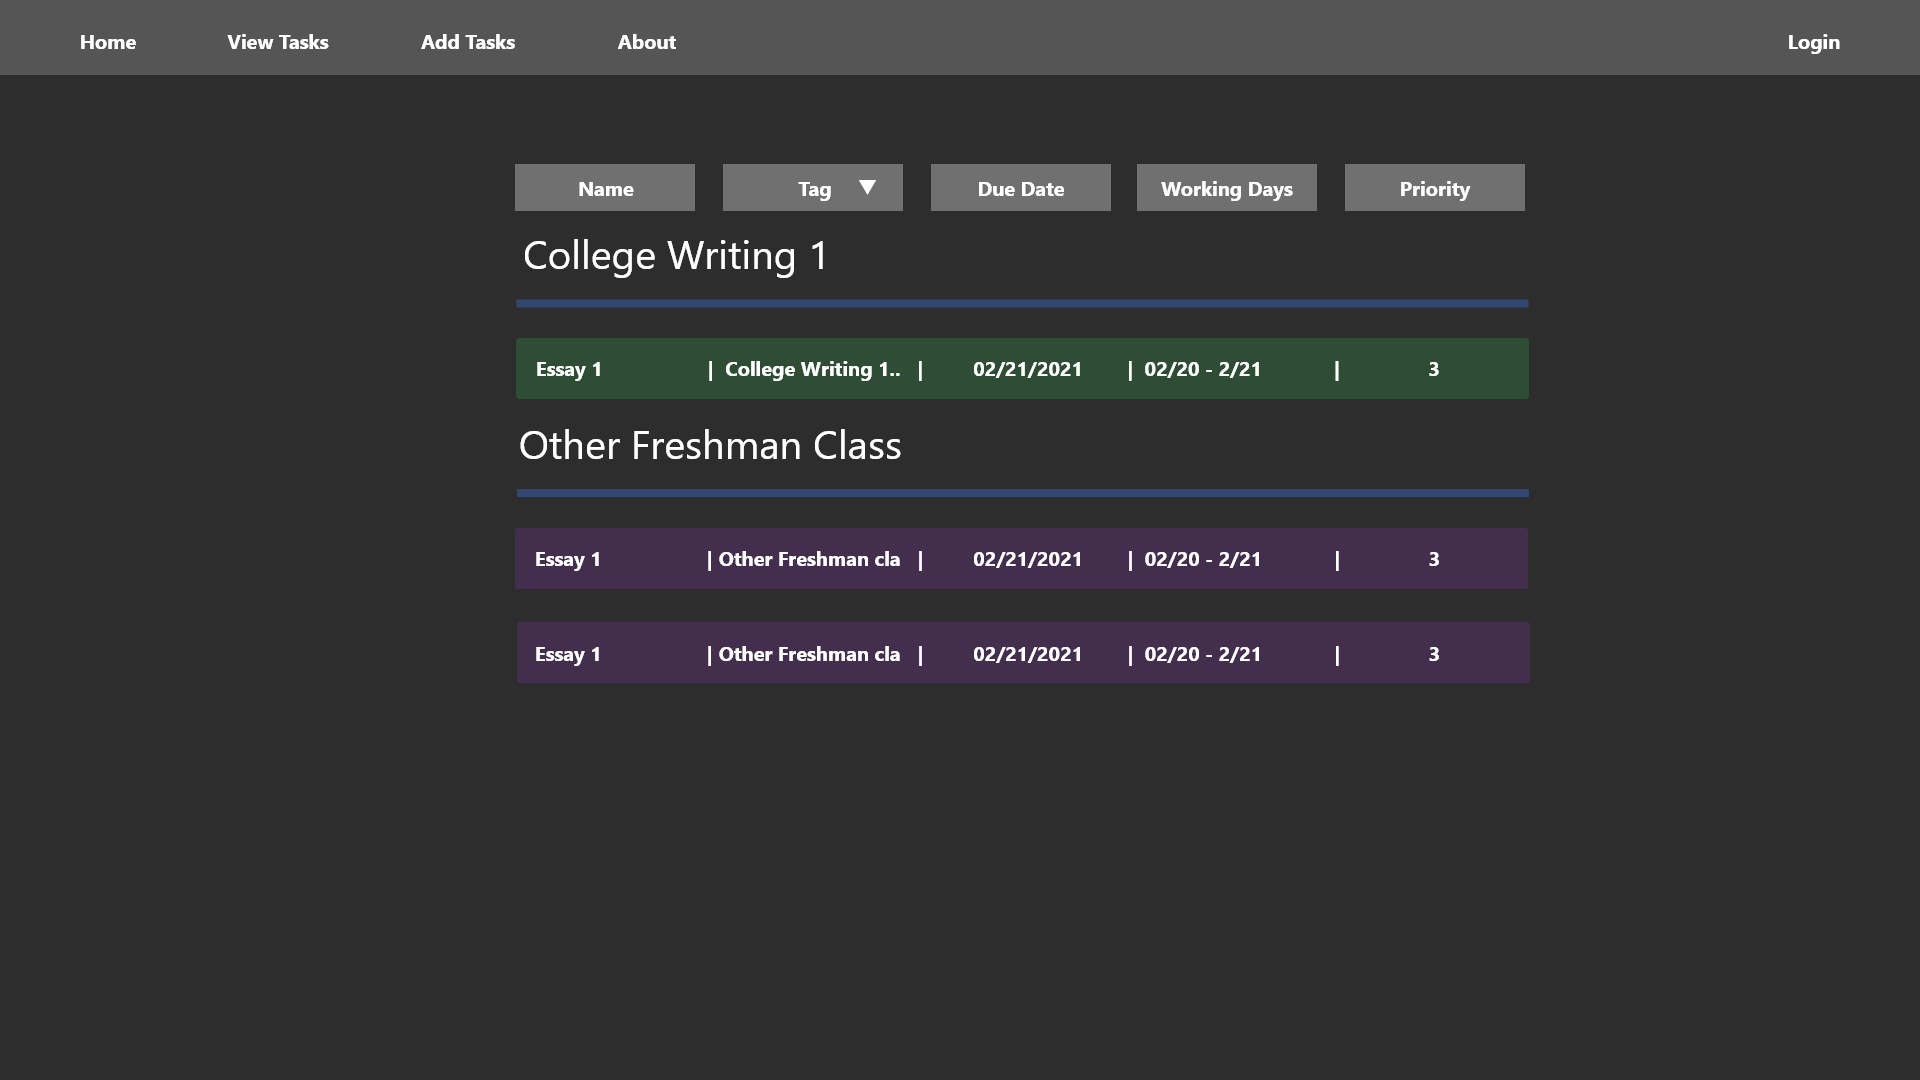 Home View Tasks Add Tasks About Login
Name Tag ▼ Due Date Working Days Priority
College Writing 1
Essay 1 | College Writing 1.. | 02/21/2021 | 02/20 - 2/21 | 3
Other Freshman Class
Essay 1 | Other Freshman cla | 02/21/2021 | 02/20 - 2/21 | 3
Essay 1 | Other Freshman cla | 02/21/2021 | 02/20 - 2/21 | 3